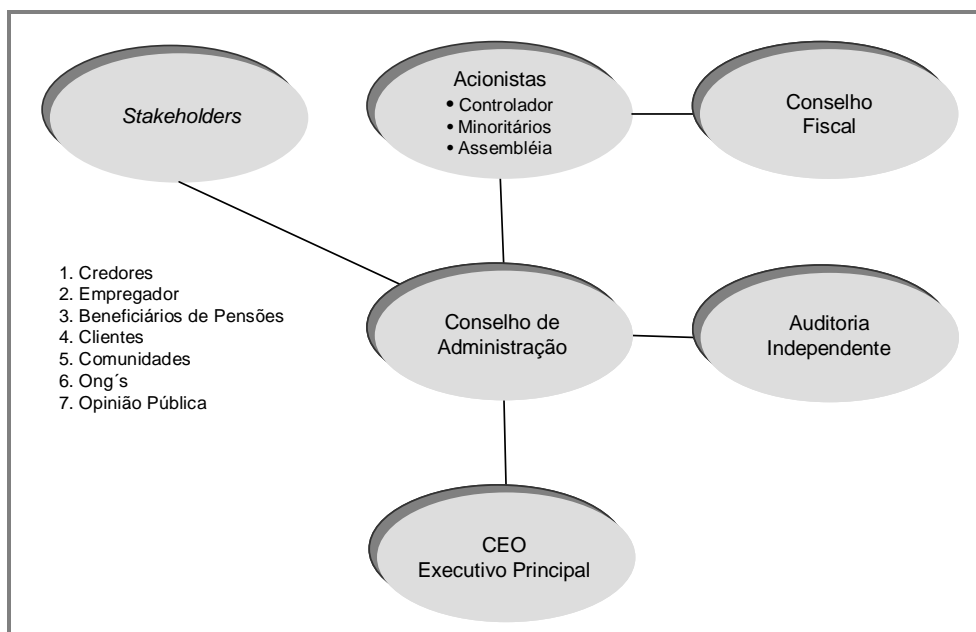 Stakeholders
Acionistas
• Controlador
• Minoritários
• Assembléia
Conselho
Fiscal
1. Credores
2. Empregador
3. Beneficiários de Pensões
4. Clientes
5. Comunidades
6. Ong´s
7. Opinião Pública
Conselho de
Administração
Auditoria
Independente
CEO
Executivo Principal